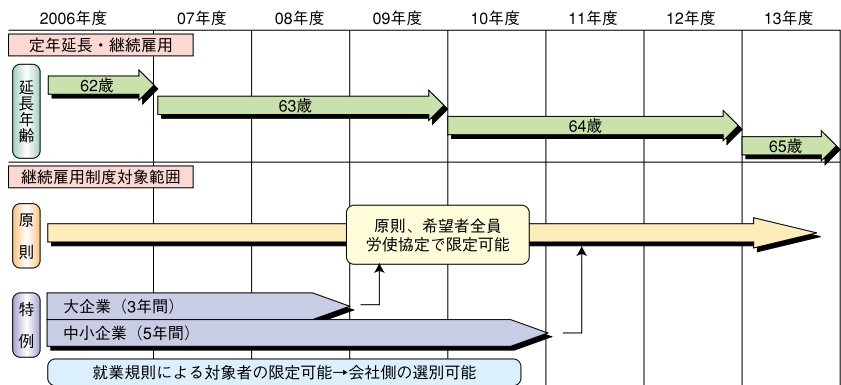 2006年度 07年度 08年度 09年度 10年度 11年度 12年度 13年度
定年延長・継続雇用
延長年齢
62歳
63歳
64歳
65歳
継続雇用制度対象範囲
原則
原則、希望者全員
労使協定で限定可能
特例
大企業（3年間）
中小企業（5年間）
就業規則による対象者の限定可能→会社側の選別可能